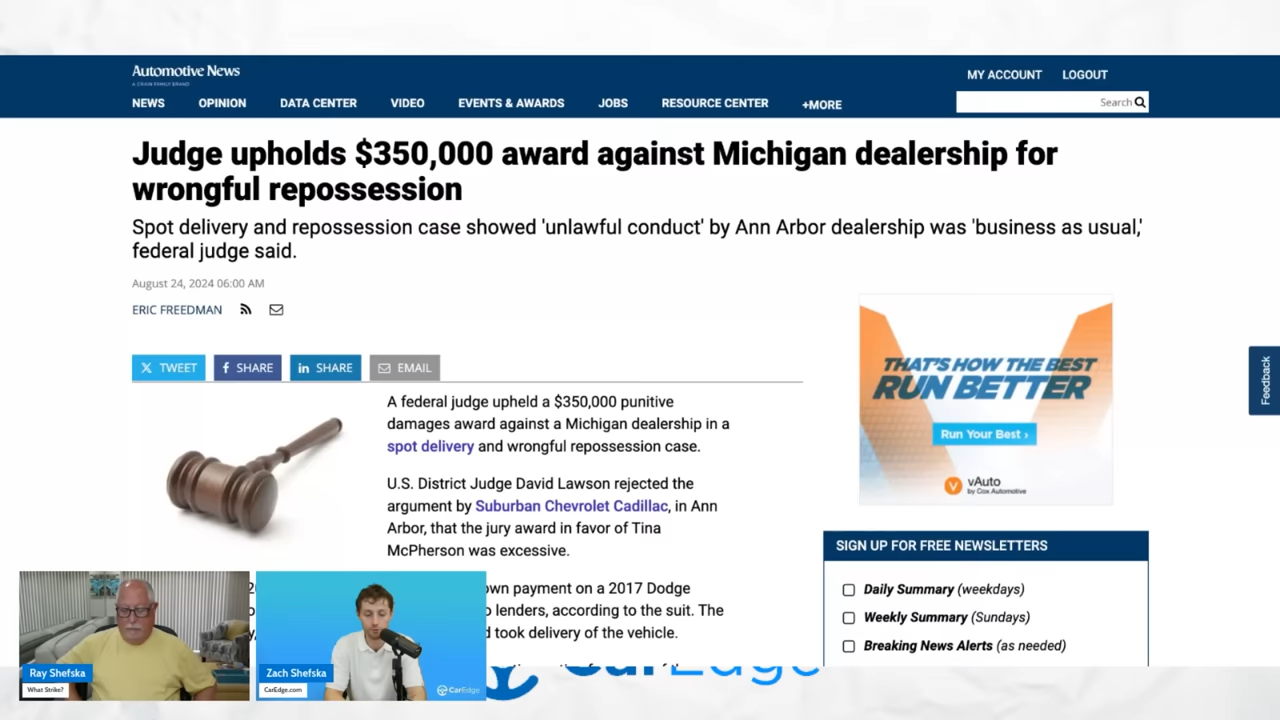 Automotive News
A CRAIN FAMILY BRAND
MY ACCOUNT LOGOUT
NEWS OPINION DATA CENTER VIDEO EVENTS & AWARDS JOBS RESOURCE CENTER +MORE
Search
Judge upholds $350,000 award against Michigan dealership for
wrongful repossession
Spot delivery and repossession case showed 'unlawful conduct' by Ann Arbor dealership was 'business as usual,'
federal judge said.
August 24, 2024 06:00 AM
ERIC FREEDMAN
TWEET
SHARE
SHARE
EMAIL
A federal judge upheld a $350,000 punitive
damages award against a Michigan dealership in a
spot delivery and wrongful repossession case.
U.S. District Judge David Lawson rejected the
argument by Suburban Chevrolet Cadillac, in Ann
Arbor, that the jury award in favor of Tina
McPherson was excessive.
payment on a 2017 Dodge
lenders, according to the suit. The
took delivery of the vehicle.
THAT'S HOW THE BEST
RUN BETTER
Run Your Best ›
vAuto
by Cox Automotive
SIGN UP FOR FREE NEWSLETTERS
Daily Summary (weekdays)
Weekly Summary (Sundays)
Breaking News Alerts (as needed)
Feedback
Ray Shefska
What Strike?
Zach Shefska
CarEdge.com
CarEdge
CarEdge